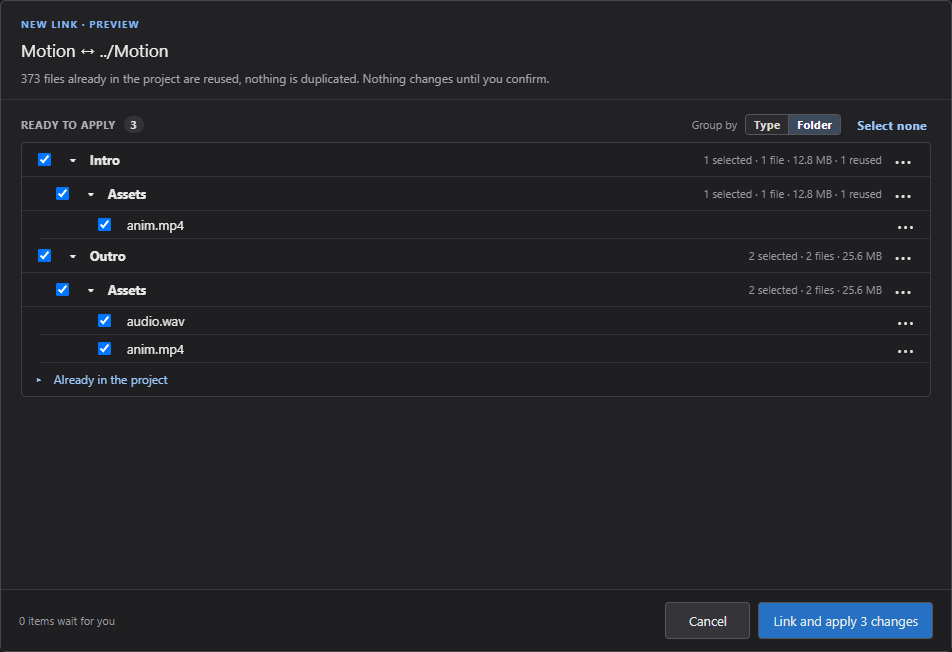 NEW LINK · PREVIEW
Motion ↔ ../Motion
373 files already in the project are reused, nothing is duplicated. Nothing changes until you confirm.
READY TO APPLY 3 Group by Type Folder Select none
Intro 1 selected · 1 file · 12.8 MB · 1 reused ...
Assets 1 selected · 1 file · 12.8 MB · 1 reused ...
anim.mp4 ...
Outro 2 selected · 2 files · 25.6 MB ...
Assets 2 selected · 2 files · 25.6 MB ...
audio.wav ...
anim.mp4 ...
Already in the project
0 items wait for you Cancel Link and apply 3 changes